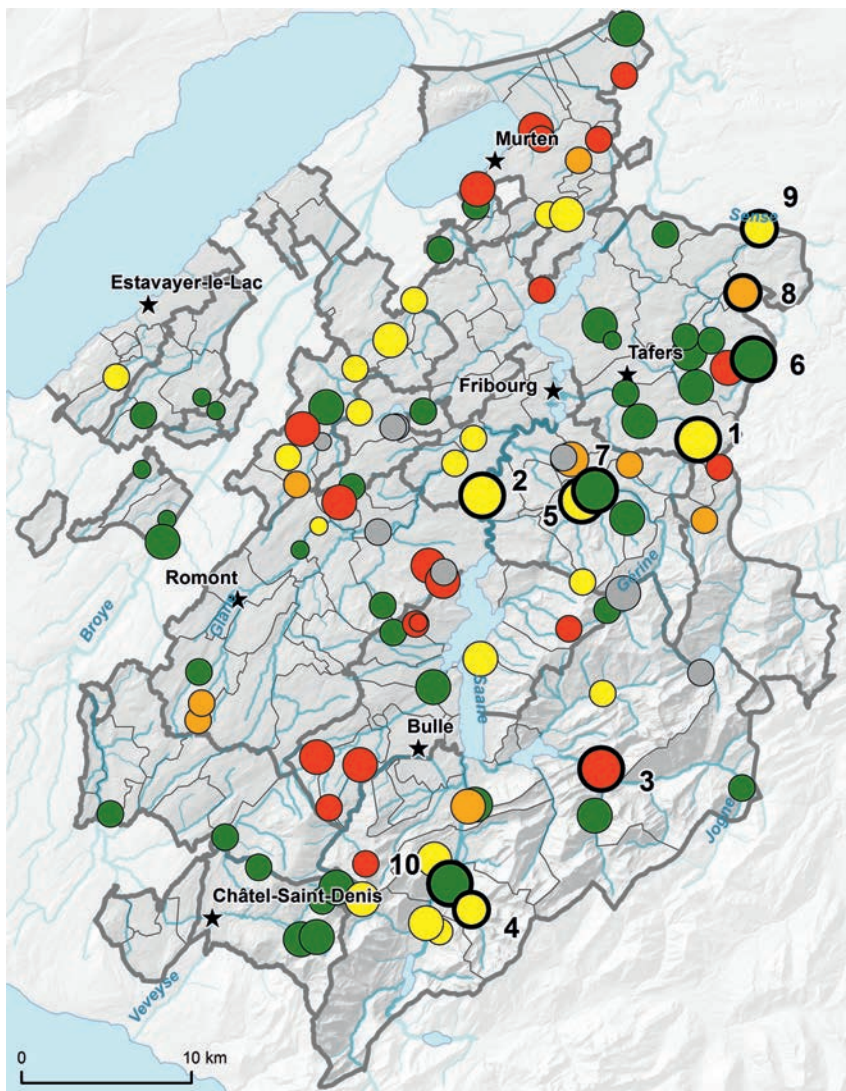 Murten
9
Sense
Estavayer-le-Lac
8
Tafers
6
Fribourg
1
7
2
5
Gérine
Romont
Glane
Broye
Saane
Bulle
3
Jogne
10
Châtel-Saint-Denis
4
Veveyse
0
10 km